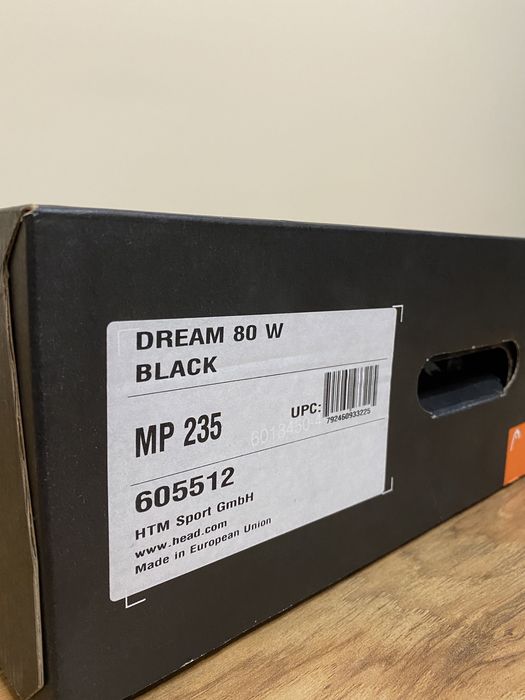 DREAM 80 W
BLACK
MP 235
UPC:
792460933225
605512
HTM Sport GmbH
www.head.com
Made in European Union